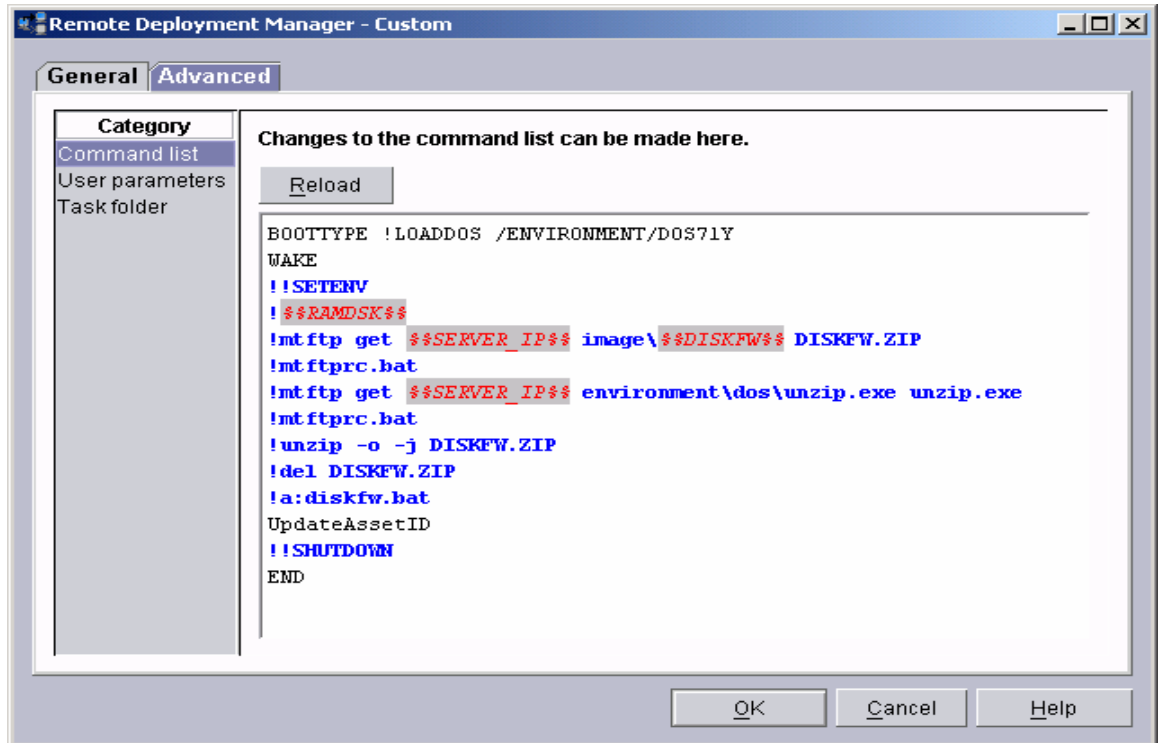 Remote Deployment Manager - Custom
General Advanced
Category
Command list
User parameters
Task folder
Changes to the command list can be made here.
Reload
BOOTTYPE !LOADDOS /ENVIRONMENT/DOS71Y
WAKE
!!SETENV
!$$RAMDSK$$
!mtftp get $$SERVER_IP$$ image\$$DISKFW$$ DISKFW.ZIP
!mtftprc.bat
!mtftp get $$SERVER_IP$$ environment\dos\unzip.exe unzip.exe
!mtftprc.bat
!unzip -o -j DISKFW.ZIP
!del DISKFW.ZIP
!a:diskfw.bat
UpdateAssetID
!!SHUTDOWN
END
OK Cancel Help